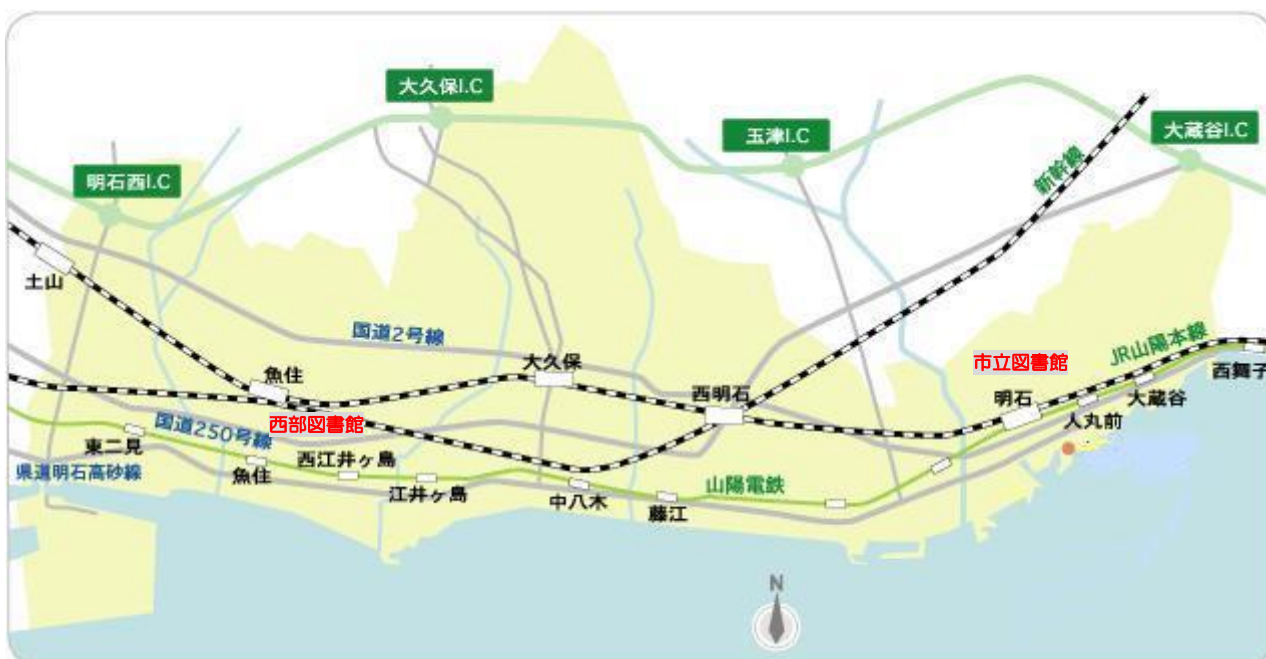 大久保I.C
玉津I.C
大蔵谷I.C
明石西I.C
新幹線
土山
国道2号線
JR山陽本線
西舞子
市立図書館
大久保
魚住
西明石
明石
大蔵谷
人丸前
西部図書館
国道250号線
東二見
西江井ヶ島
県道明石高砂線
魚住
江井ヶ島
山陽電鉄
中八木
藤江
N